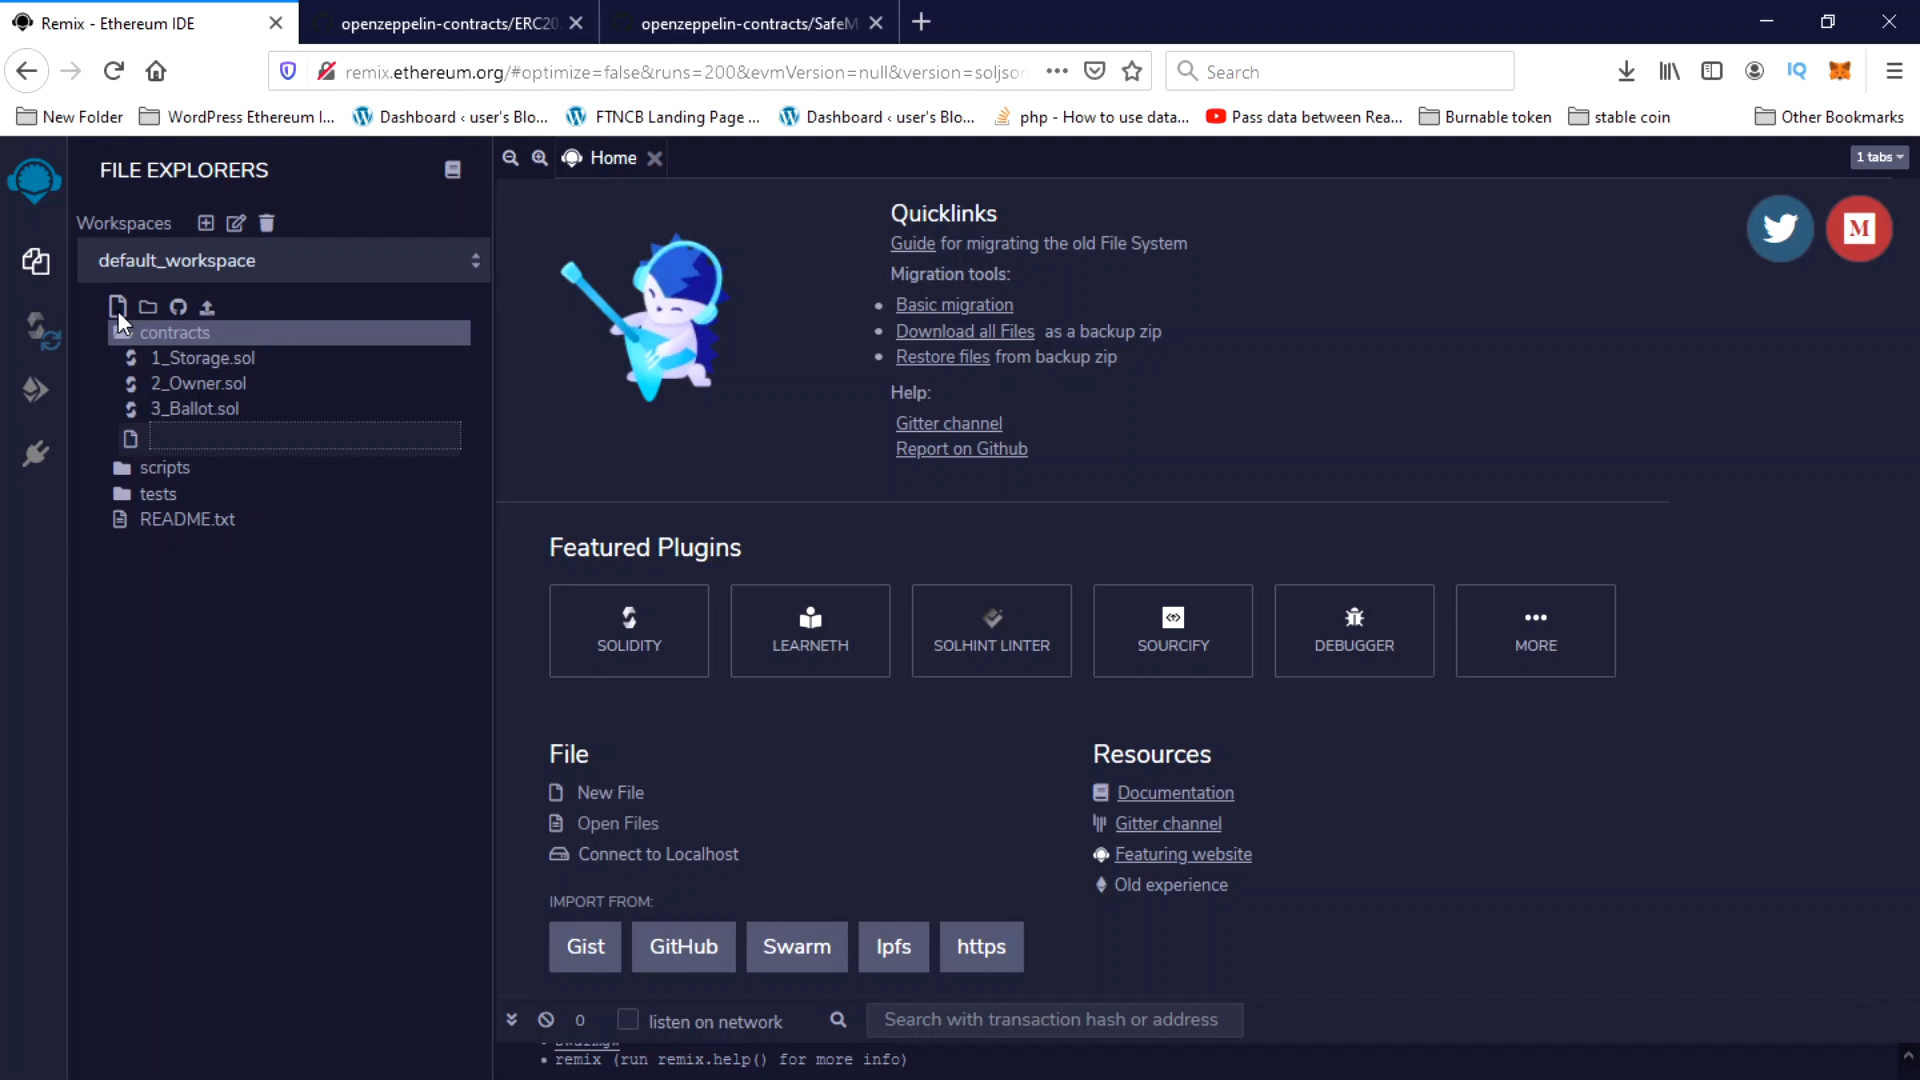 Remix - Ethereum IDE
openzeppelin-contracts/ERC20
openzeppelin-contracts/SafeM
remix.ethereum.org/#optimize=false&runs=200&evmVersion=null&version=soljson
Search
New Folder
WordPress Ethereum I...
Dashboard ‹ user's Blo...
FTNCB Landing Page ...
Dashboard ‹ user's Blo...
php - How to use data...
Pass data between Rea...
Burnable token
stable coin
Other Bookmarks
FILE EXPLORERS
Home
1 tabs
Workspaces
default_workspace
contracts
1_Storage.sol
2_Owner.sol
3_Ballot.sol
scripts
tests
README.txt
Quicklinks
Guide for migrating the old File System
Migration tools:
Basic migration
Download all Files as a backup zip
Restore files from backup zip
Help:
Gitter channel
Report on Github
M
Featured Plugins
SOLIDITY
LEARNETH
SOLHINT LINTER
SOURCIFY
DEBUGGER
MORE
File
New File
Open Files
Connect to Localhost
IMPORT FROM:
Gist
GitHub
Swarm
Ipfs
https
Resources
Documentation
Gitter channel
Featuring website
Old experience
0
listen on network
Search with transaction hash or address
remix (run remix.help() for more info)